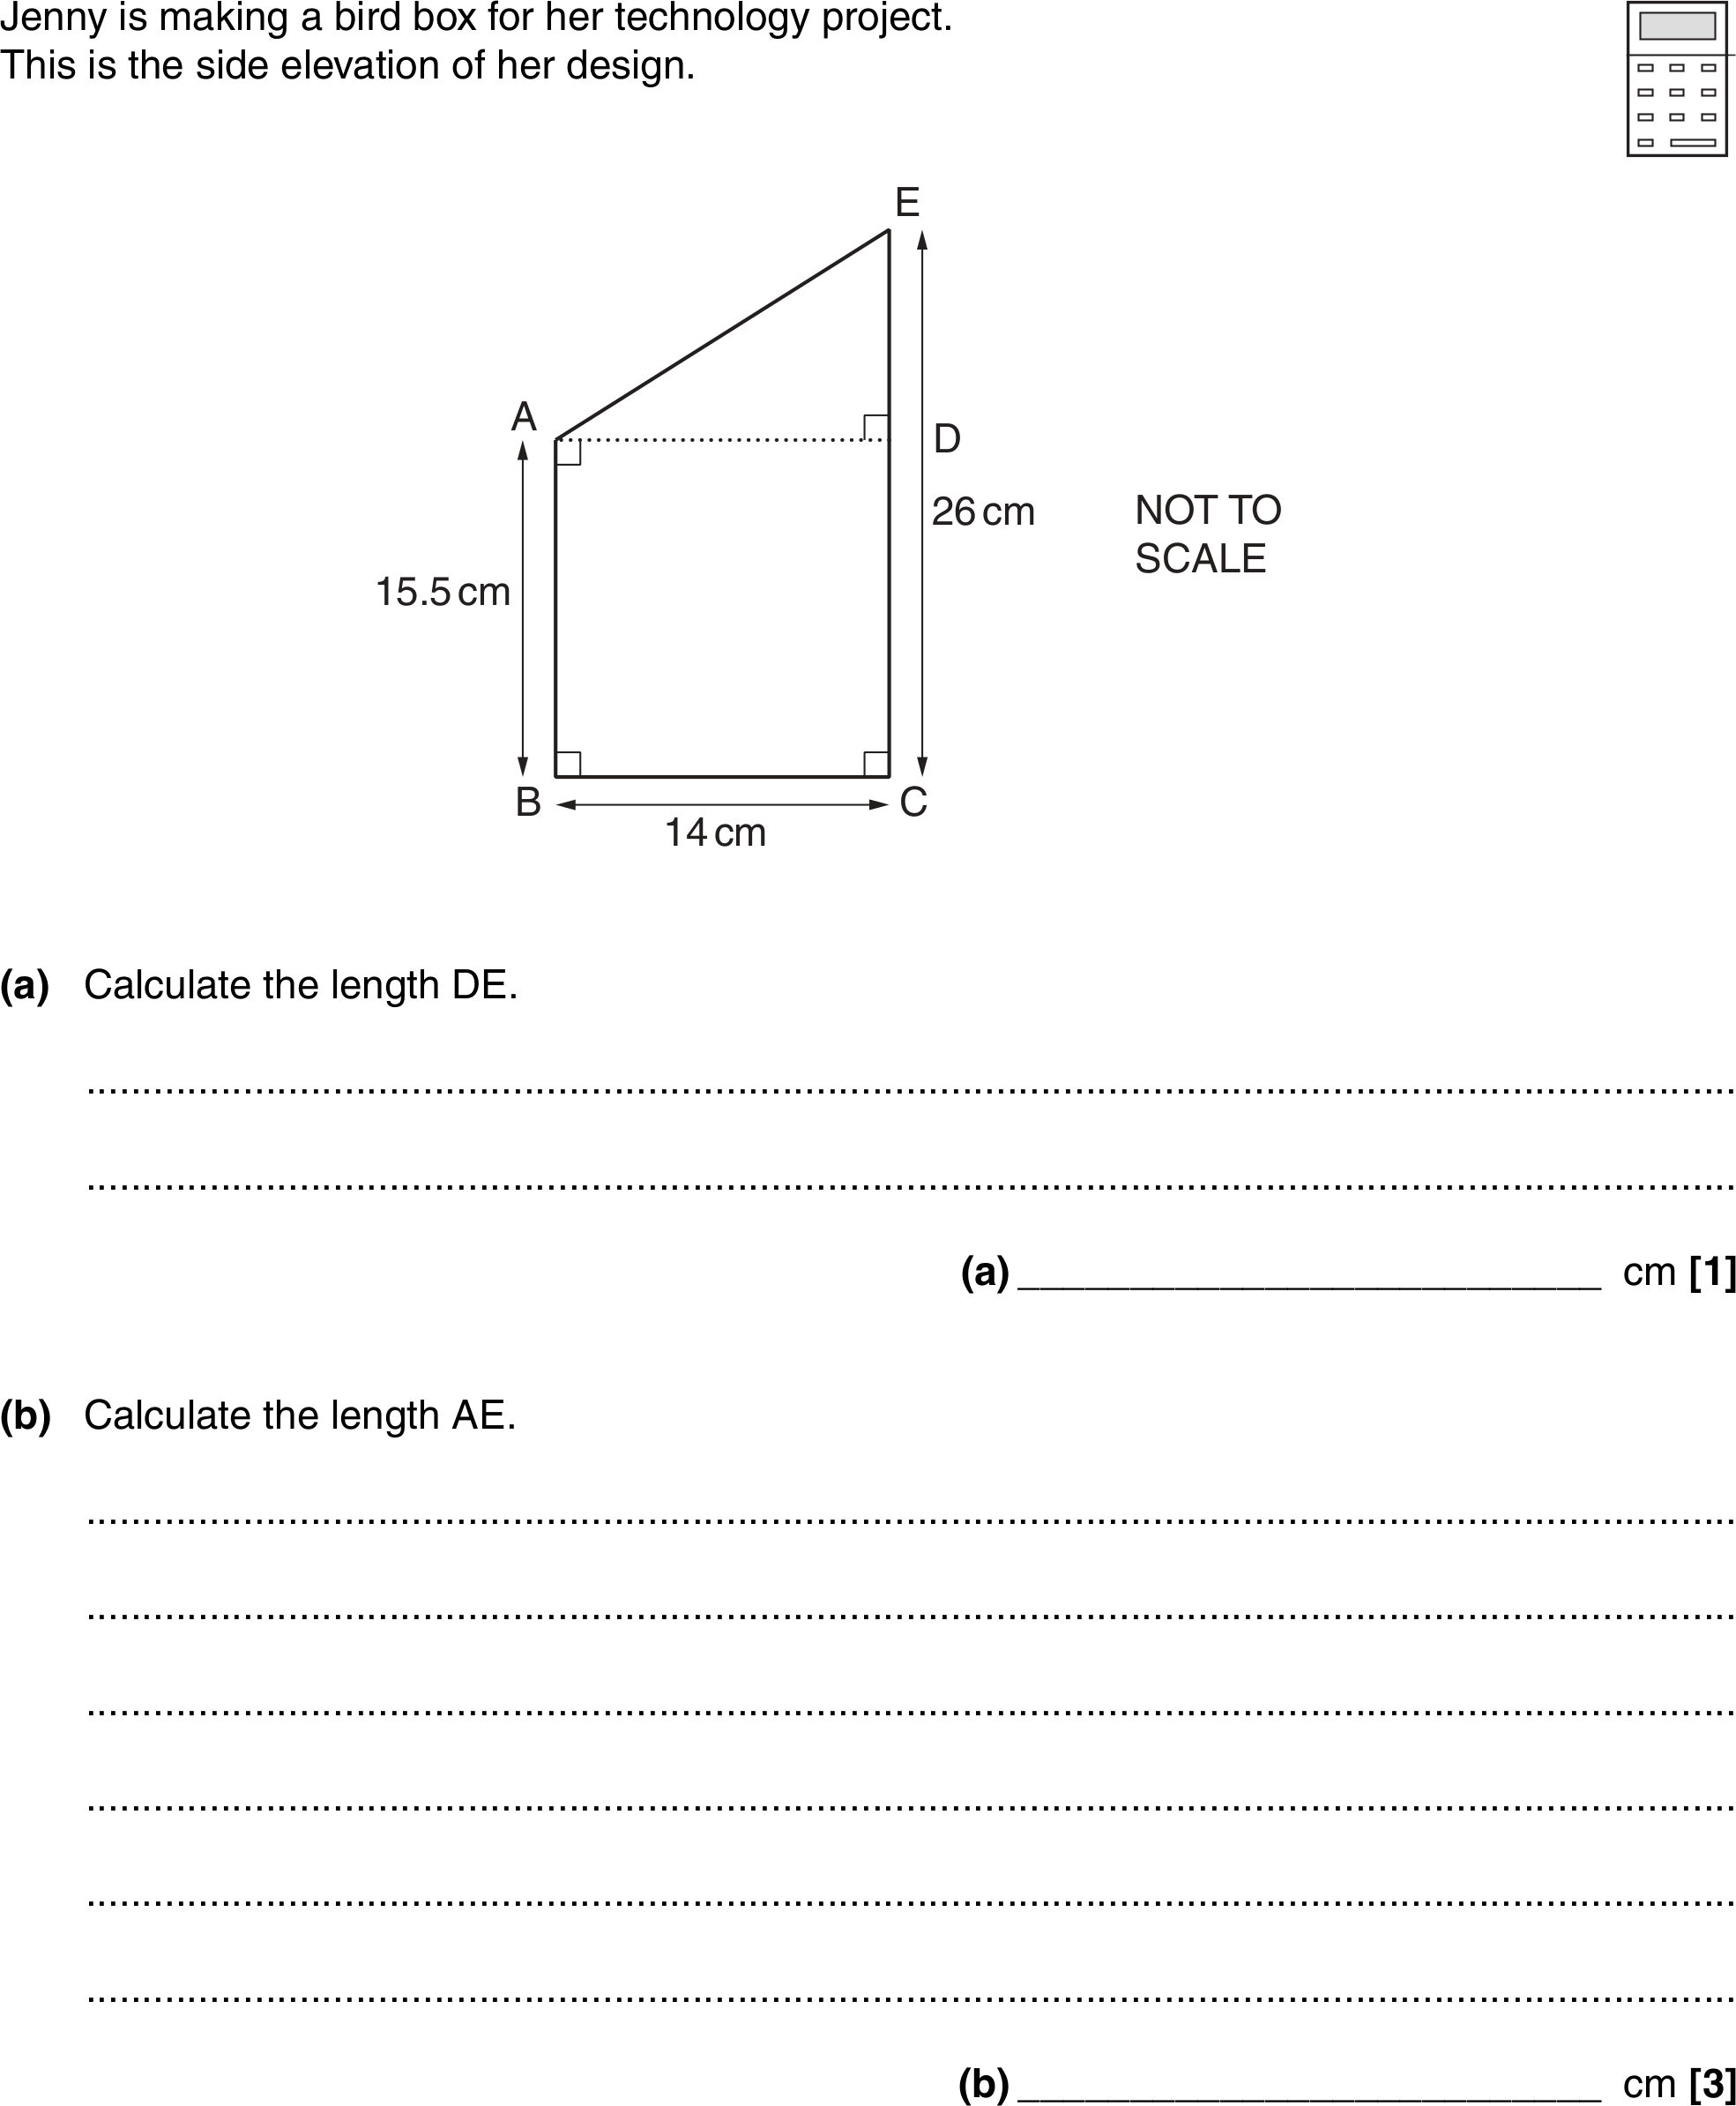 Jenny is making a bird box for her technology project.
This is the side elevation of her design.
E
A
D
26 cm
NOT TO
SCALE
15.5 cm
B
C
14 cm
(a) Calculate the length DE.
(a) __________________________ cm [1]
(b) Calculate the length AE.
(b) __________________________ cm [3]